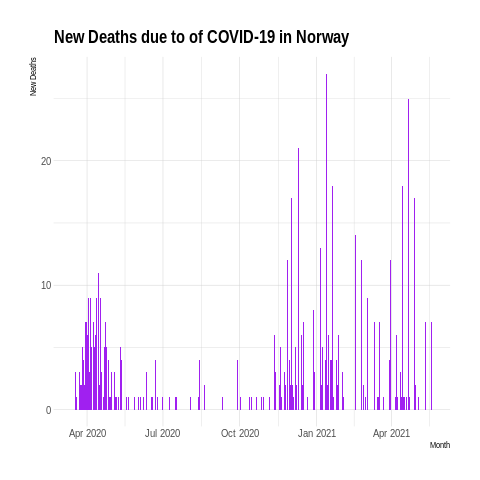 New Deaths due to of COVID-19 in Norway
New Deaths
20
10
0
Apr 2020 Jul 2020 Oct 2020 Jan 2021 Apr 2021
Month